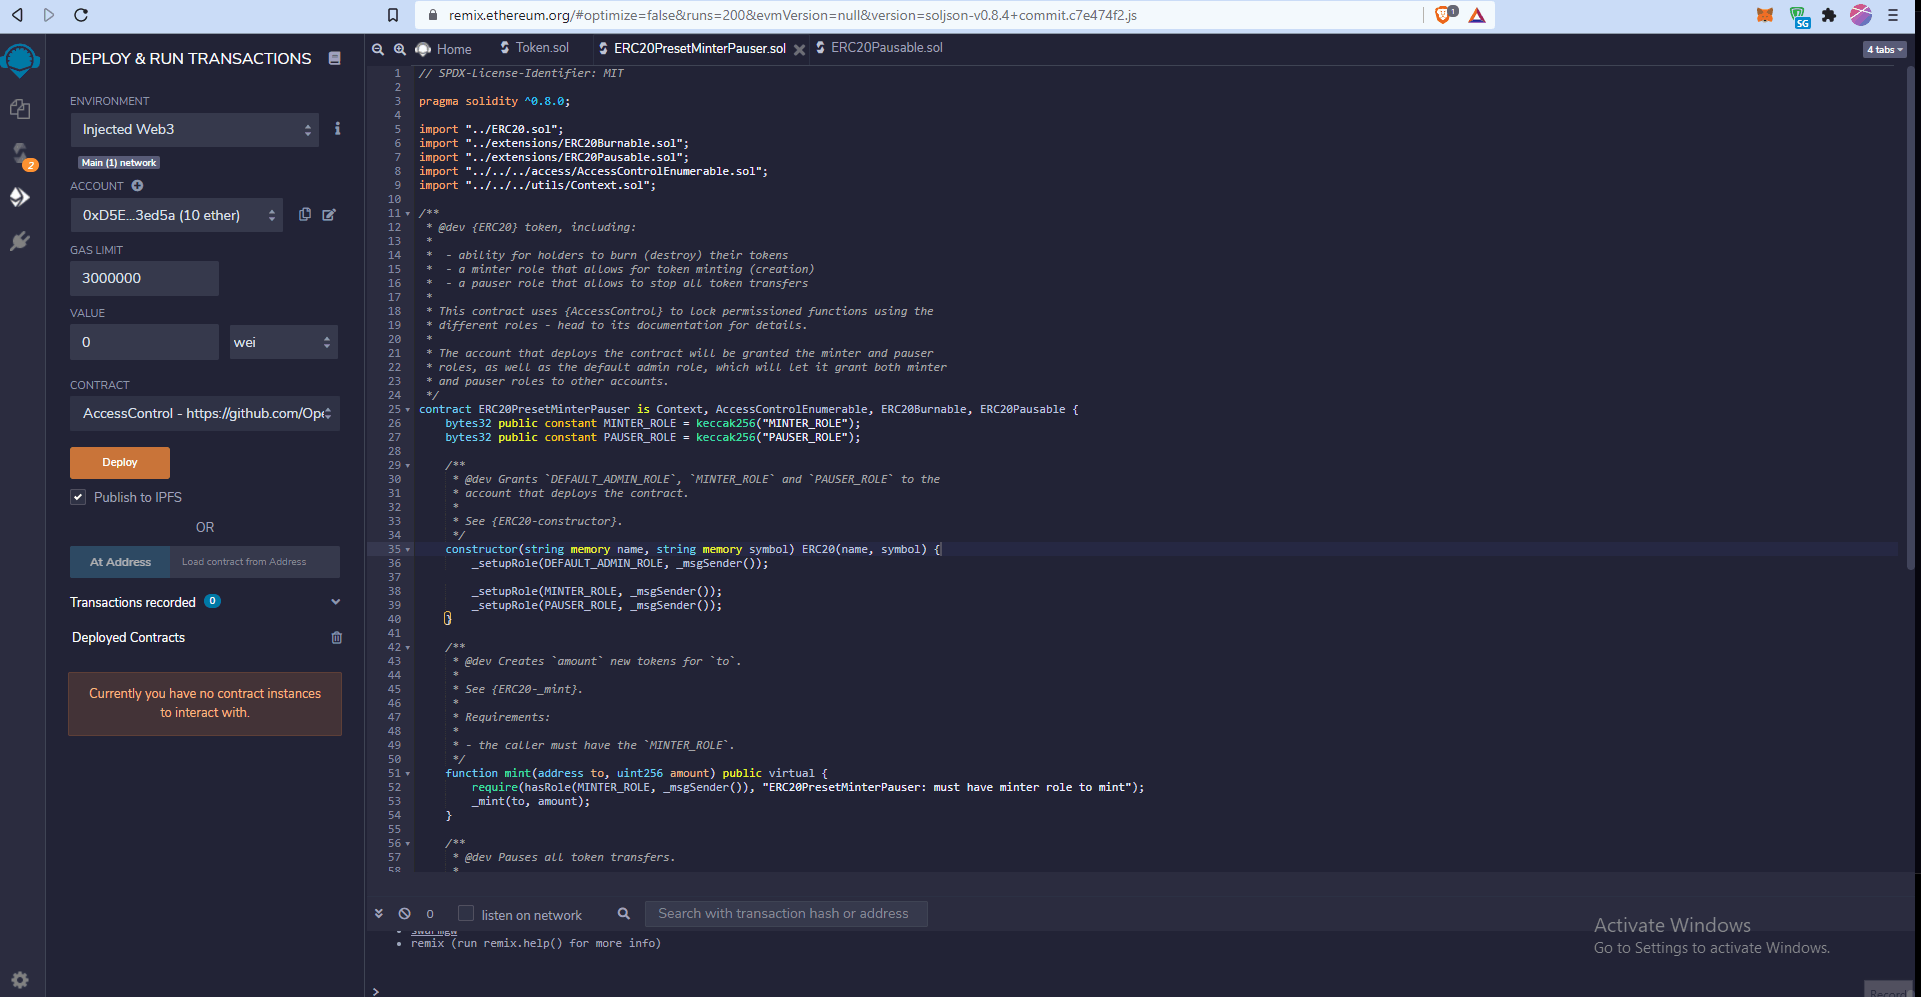 remix.ethereum.org/#optimize=false&runs=200&evmVersion=null&version=soljson-v0.8.4+commit.c7e474f2.js
1
SG
DEPLOY & RUN TRANSACTIONS
ENVIRONMENT
Injected Web3
Main (1) network
ACCOUNT
0xD5E...3ed5a (10 ether)
GAS LIMIT
3000000
VALUE
0
wei
CONTRACT
AccessControl - https://github.com/Ope
Deploy
Publish to IPFS
OR
At Address
Load contract from Address
Transactions recorded 0
Deployed Contracts
Currently you have no contract instances
to interact with.
2
Home
Token.sol
ERC20PresetMinterPauser.sol
ERC20Pausable.sol
4 tabs
1 // SPDX-License-Identifier: MIT
2
3 pragma solidity ^0.8.0;
4
5 import "../ERC20.sol";
6 import "../extensions/ERC20Burnable.sol";
7 import "../extensions/ERC20Pausable.sol";
8 import "../../../access/AccessControlEnumerable.sol";
9 import "../../../utils/Context.sol";
10
11 /**
12 * @dev {ERC20} token, including:
13 *
14 * - ability for holders to burn (destroy) their tokens
15 * - a minter role that allows for token minting (creation)
16 * - a pauser role that allows to stop all token transfers
17 *
18 * This contract uses {AccessControl} to lock permissioned functions using the
19 * different roles - head to its documentation for details.
20 *
21 * The account that deploys the contract will be granted the minter and pauser
22 * roles, as well as the default admin role, which will let it grant both minter
23 * and pauser roles to other accounts.
24 */
25 contract ERC20PresetMinterPauser is Context, AccessControlEnumerable, ERC20Burnable, ERC20Pausable {
26 bytes32 public constant MINTER_ROLE = keccak256("MINTER_ROLE");
27 bytes32 public constant PAUSER_ROLE = keccak256("PAUSER_ROLE");
28
29 /**
30 * @dev Grants `DEFAULT_ADMIN_ROLE`, `MINTER_ROLE` and `PAUSER_ROLE` to the
31 * account that deploys the contract.
32 *
33 * See {ERC20-constructor}.
34 */
35 constructor(string memory name, string memory symbol) ERC20(name, symbol) {
36 _setupRole(DEFAULT_ADMIN_ROLE, _msgSender());
37
38 _setupRole(MINTER_ROLE, _msgSender());
39 _setupRole(PAUSER_ROLE, _msgSender());
40 }
41
42 /**
43 * @dev Creates `amount` new tokens for `to`.
44 *
45 * See {ERC20-_mint}.
46 *
47 * Requirements:
48 *
49 * - the caller must have the `MINTER_ROLE`.
50 */
51 function mint(address to, uint256 amount) public virtual {
52 require(hasRole(MINTER_ROLE, _msgSender()), "ERC20PresetMinterPauser: must have minter role to mint");
53 _mint(to, amount);
54 }
55
56 /**
57 * @dev Pauses all token transfers.
58 *
0
listen on network
Search with transaction hash or address
swarmgw
remix (run remix.help() for more info)
>
Activate Windows
Go to Settings to activate Windows.
Record